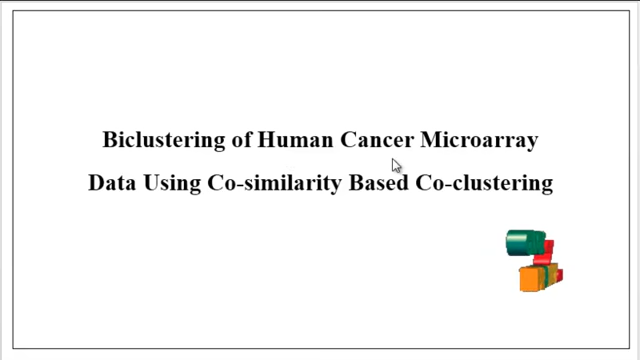 Biclustering of Human Cancer Microarray
Data Using Co-similarity Based Co-clustering